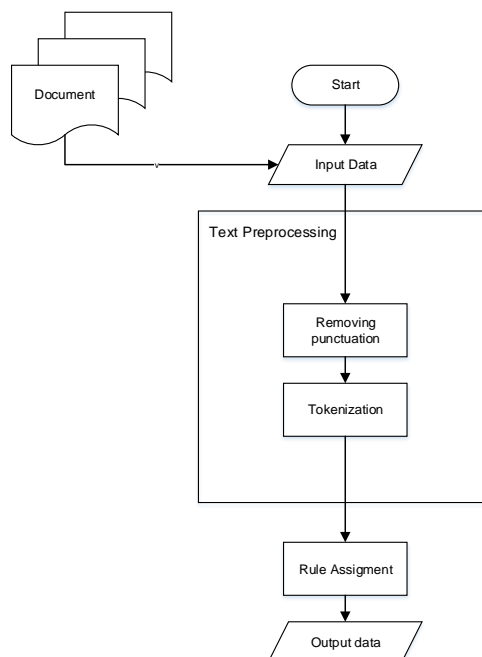 Document
Start
v
Input Data
Text Preprocessing
Removing
punctuation
Tokenization
Rule Assigment
Output data